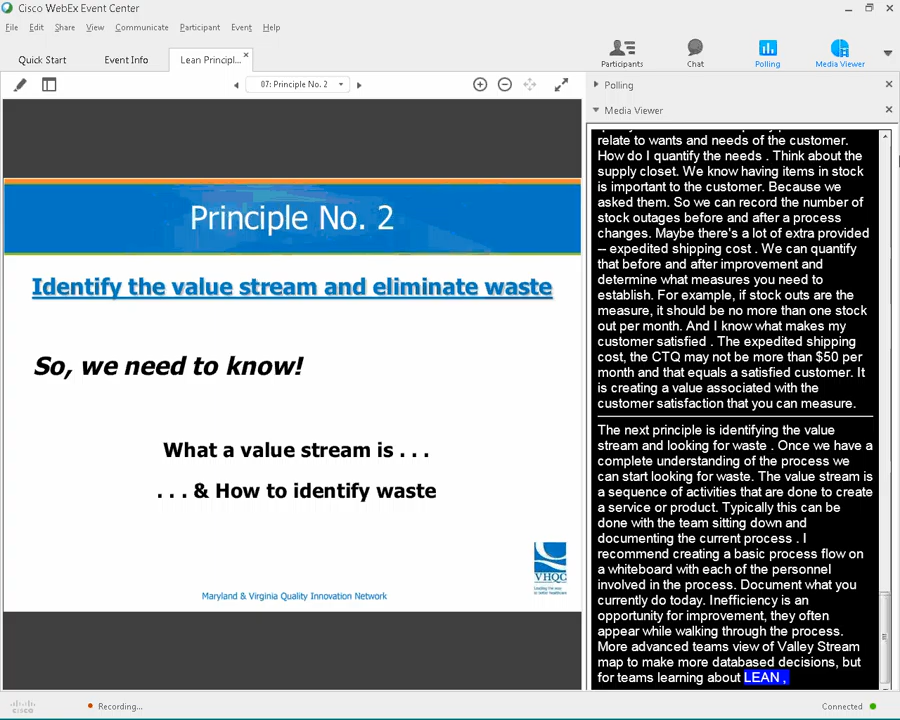 Cisco WebEx Event Center
File Edit Share View Communicate Participant Event Help
Quick Start
Event Info
Lean Principl...
Participants
Chat
Polling
Media Viewer
07: Principle No. 2
Polling
Media Viewer
Principle No. 2
Identify the value stream and eliminate waste
So, we need to know!
What a value stream is . . .
. . . & How to identify waste
VHQC
Maryland & Virginia Quality Innovation Network
relate to wants and needs of the customer.
How do I quantify the needs . Think about the
supply closet. We know having items in stock
is important to the customer. Because we
asked them. So we can record the number of
stock outages before and after a process
changes. Maybe there's a lot of extra provided
– expedited shipping cost . We can quantify
that before and after improvement and
determine what measures you need to
establish. For example, if stock outs are the
measure, it should be no more than one stock
out per month. And I know what makes my
customer satisfied . The expedited shipping
cost, the CTQ may not be more than $50 per
month and that equals a satisfied customer. It
is creating a value associated with the
customer satisfaction that you can measure.
The next principle is identifying the value
stream and looking for waste . Once we have a
complete understanding of the process we
can start looking for waste. The value stream is
a sequence of activities that are done to create
a service or product. Typically this can be
done with the team sitting down and
documenting the current process . I
recommend creating a basic process flow on
a whiteboard with each of the personnel
involved in the process. Document what you
currently do today. Inefficiency is an
opportunity for improvement, they often
appear while walking through the process.
More advanced teams view of Valley Stream
map to make more databased decisions, but
for teams learning about LEAN ,
cisco
Recording...
Connected